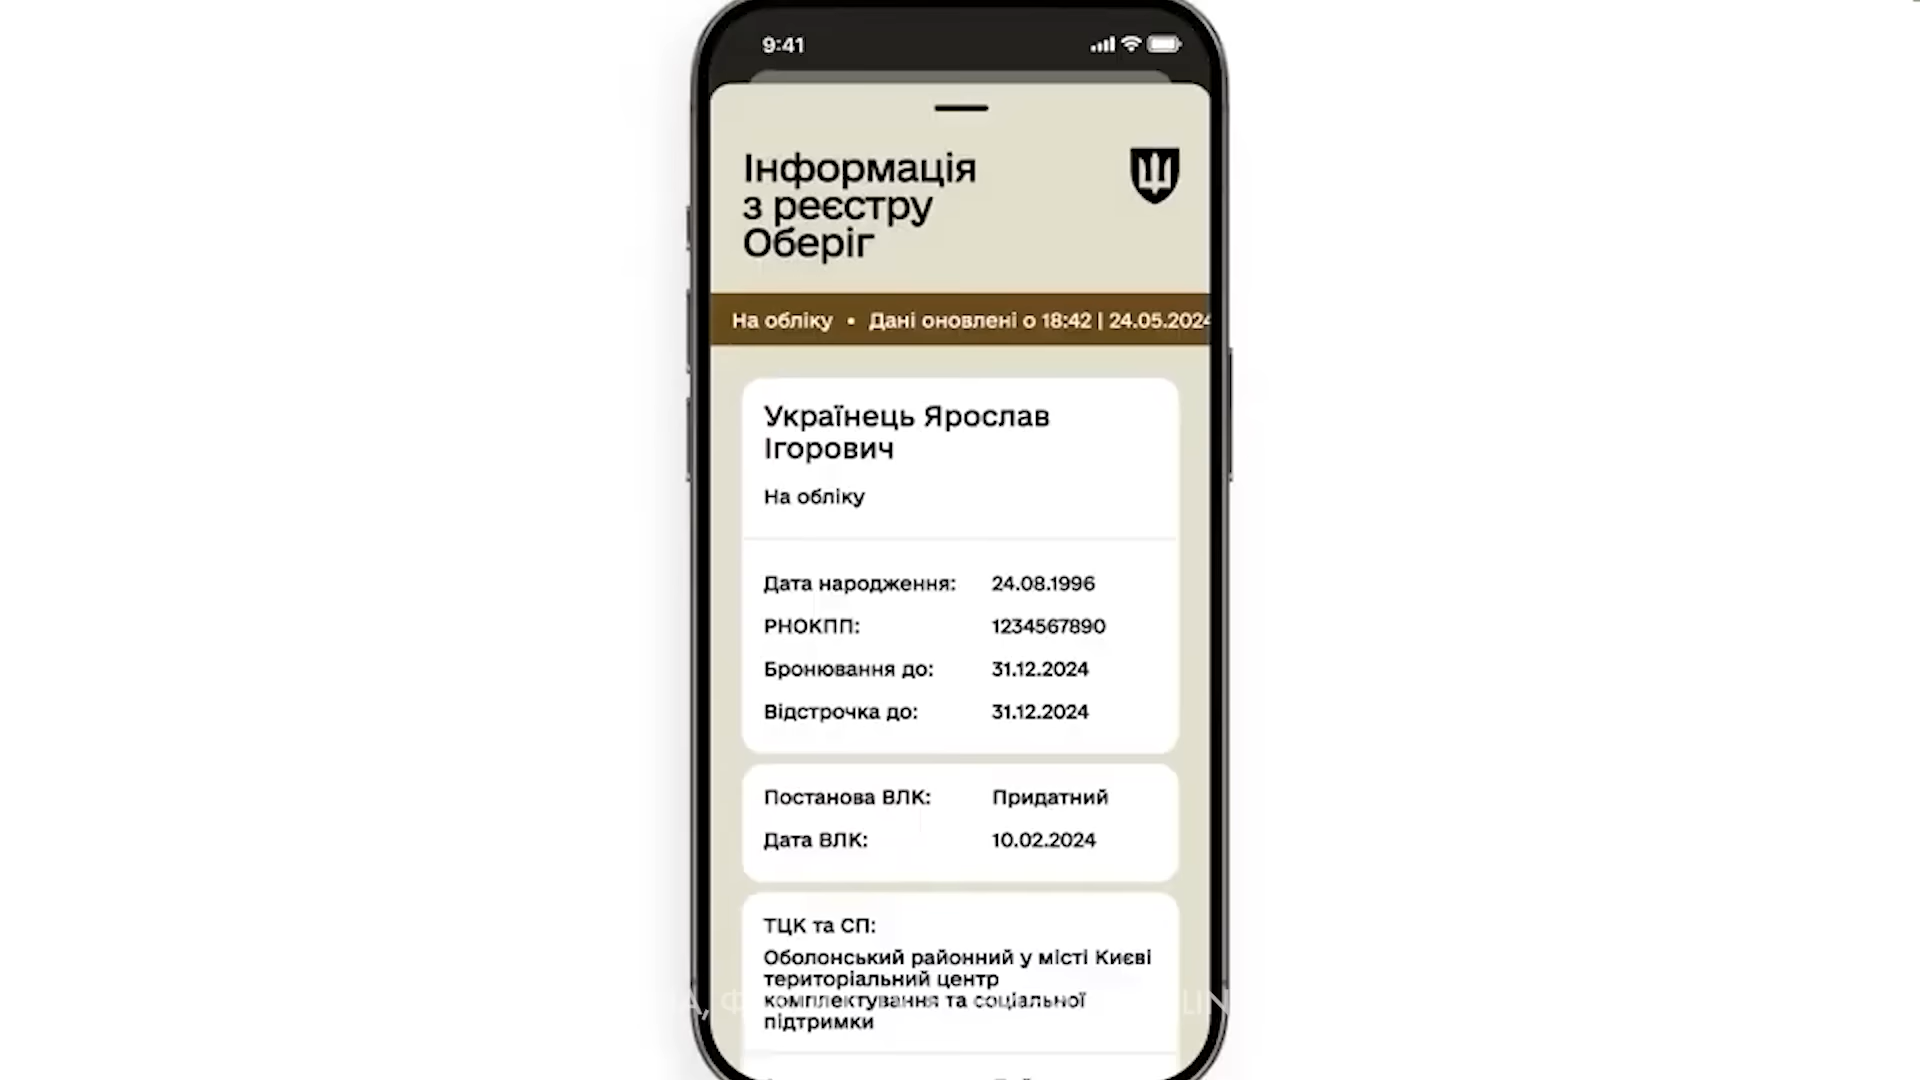 9:41
Інформація
з реєстру
Оберіг
На обліку • Дані оновлені о 18:42 | 24.05.2024
Українець Ярослав
Ігорович
На обліку
Дата народження: 24.08.1996
РНОКПП: 1234567890
Бронювання до: 31.12.2024
Відстрочка до: 31.12.2024
Постанова ВЛК: Придатний
Дата ВЛК: 10.02.2024
ТЦК та СП:
Оболонський районний у місті Києві
територіальний центр
комплектування та соціальної
підтримки